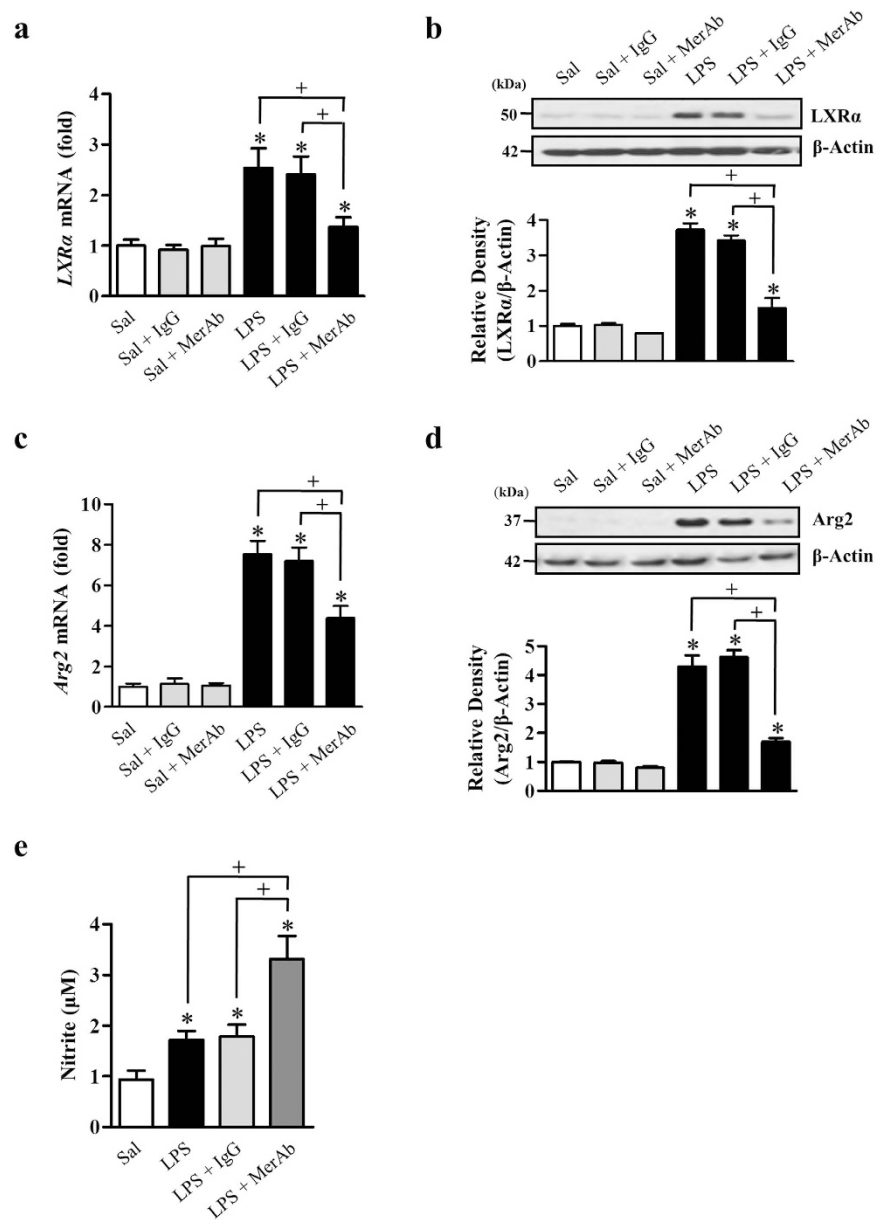 a
LXRα mRNA (fold)
4
3
2
1
0
+
+
*
*
*
Sal
Sal + IgG
Sal + MerAb
LPS
LPS + IgG
LPS + MerAb
b
Sal
Sal + IgG
Sal + MerAb
LPS
LPS + IgG
LPS + MerAb
(kDa)
50
LXRα
42
β-Actin
Relative Density
(LXRα/β-Actin)
4
3
2
1
0
+
+
*
*
*
c
Arg2 mRNA (fold)
10
8
6
4
2
0
+
+
*
*
*
Sal
Sal + IgG
Sal + MerAb
LPS
LPS + IgG
LPS + MerAb
d
Sal
Sal + IgG
Sal + MerAb
LPS
LPS + IgG
LPS + MerAb
(kDa)
37
Arg2
42
β-Actin
Relative Density
(Arg2/β-Actin)
5
4
3
2
1
0
+
+
*
*
*
e
Nitrite (μM)
4
3
2
1
0
+
+
*
*
*
Sal
LPS
LPS + IgG
LPS + MerAb